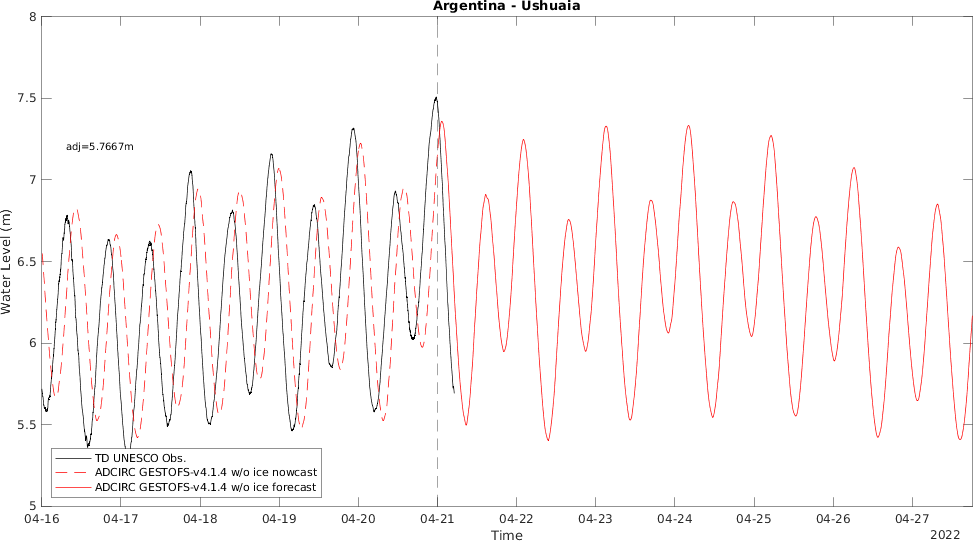 Argentina - Ushuaia
8
7.5
adj=5.7667m
7
6.5
Water Level (m)
6
5.5
TD UNESCO Obs.
ADCIRC GESTOFS-v4.1.4 w/o ice nowcast
ADCIRC GESTOFS-v4.1.4 w/o ice forecast
5
04-16 04-17 04-18 04-19 04-20 04-21 04-22 04-23 04-24 04-25 04-26 04-27
Time
2022